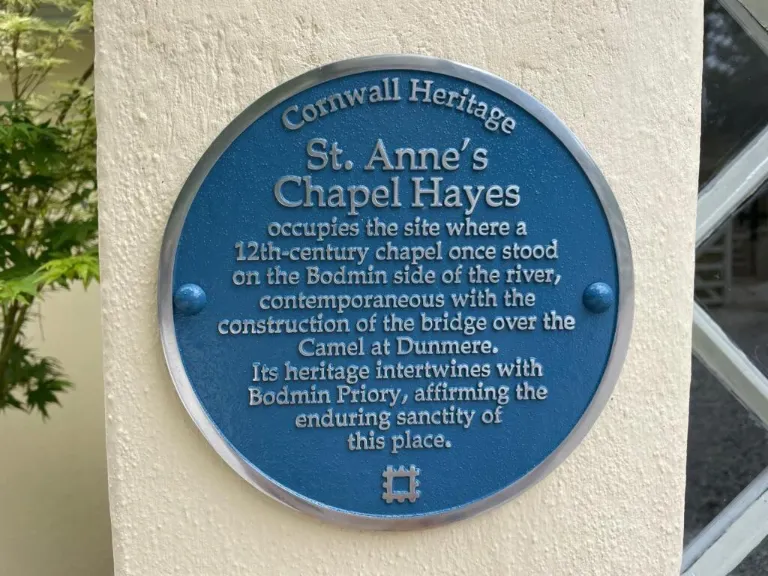 Cornwall Heritage
St. Anne's
Chapel Hayes
occupies the site where a
12th-century chapel once stood
on the Bodmin side of the river,
contemporaneous with the
construction of the bridge over the
Camel at Dunmere.
Its heritage intertwines with
Bodmin Priory, affirming the
enduring sanctity of
this place.